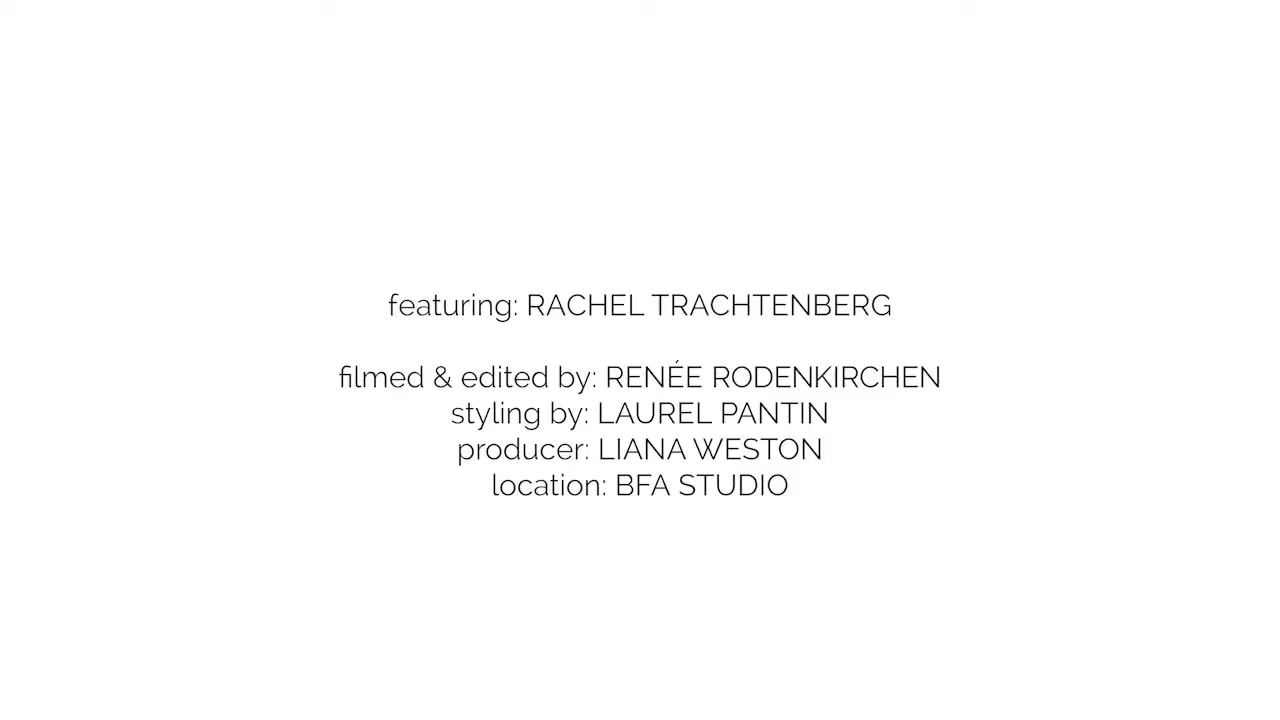 featuring: RACHEL TRACHTENBERG
filmed & edited by: RENÉE RODENKIRCHEN
styling by: LAUREL PANTIN
producer: LIANA WESTON
location: BFA STUDIO